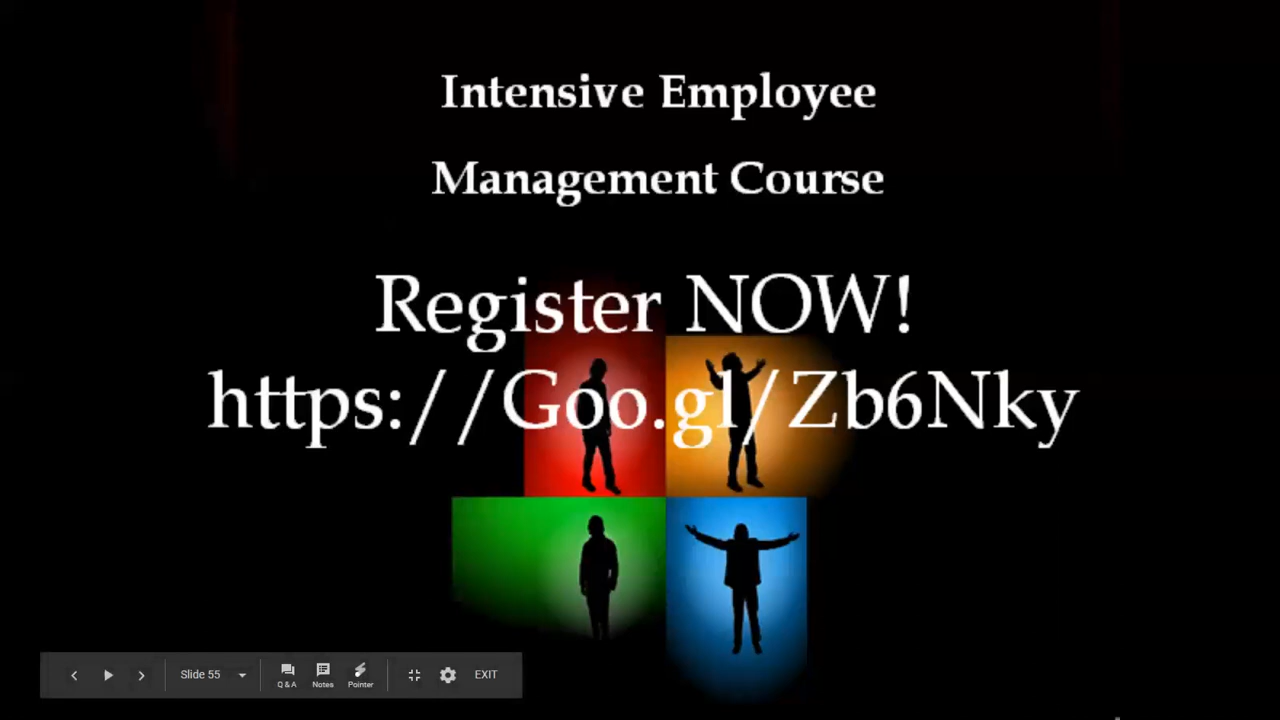 Intensive Employee
Management Course
Register NOW!
https://Goo.gl/Zb6Nky
Slide 55
Q & A
Notes
Pointer
EXIT